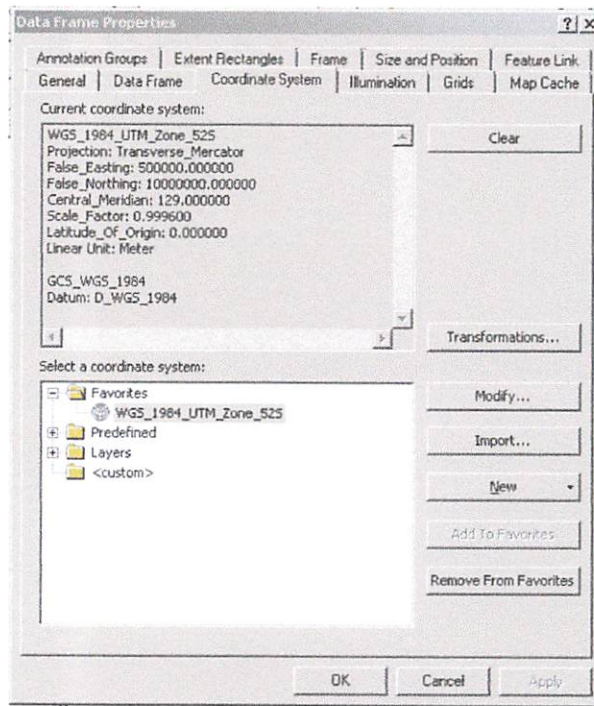 Data Frame Properties
Annotation Groups | Extent Rectangles | Frame | Size and Position | Feature Link
General | Data Frame | Coordinate System | Illumination | Grids | Map Cache
Current coordinate system:
WGS_1984_UTM_Zone_52S
Projection: Transverse_Mercator
False_Easting: 500000.000000
False_Northing: 10000000.000000
Central_Meridian: 129.000000
Scale_Factor: 0.999600
Latitude_Of_Origin: 0.000000
Linear Unit: Meter
GCS_WGS_1984
Datum: D_WGS_1984
Clear
Transformations...
Select a coordinate system:
Favorites
WGS_1984_UTM_Zone_52S
Predefined
Layers
<custom>
Modify...
Import...
New
Add To Favorites
Remove From Favorites
OK
Cancel
Apply